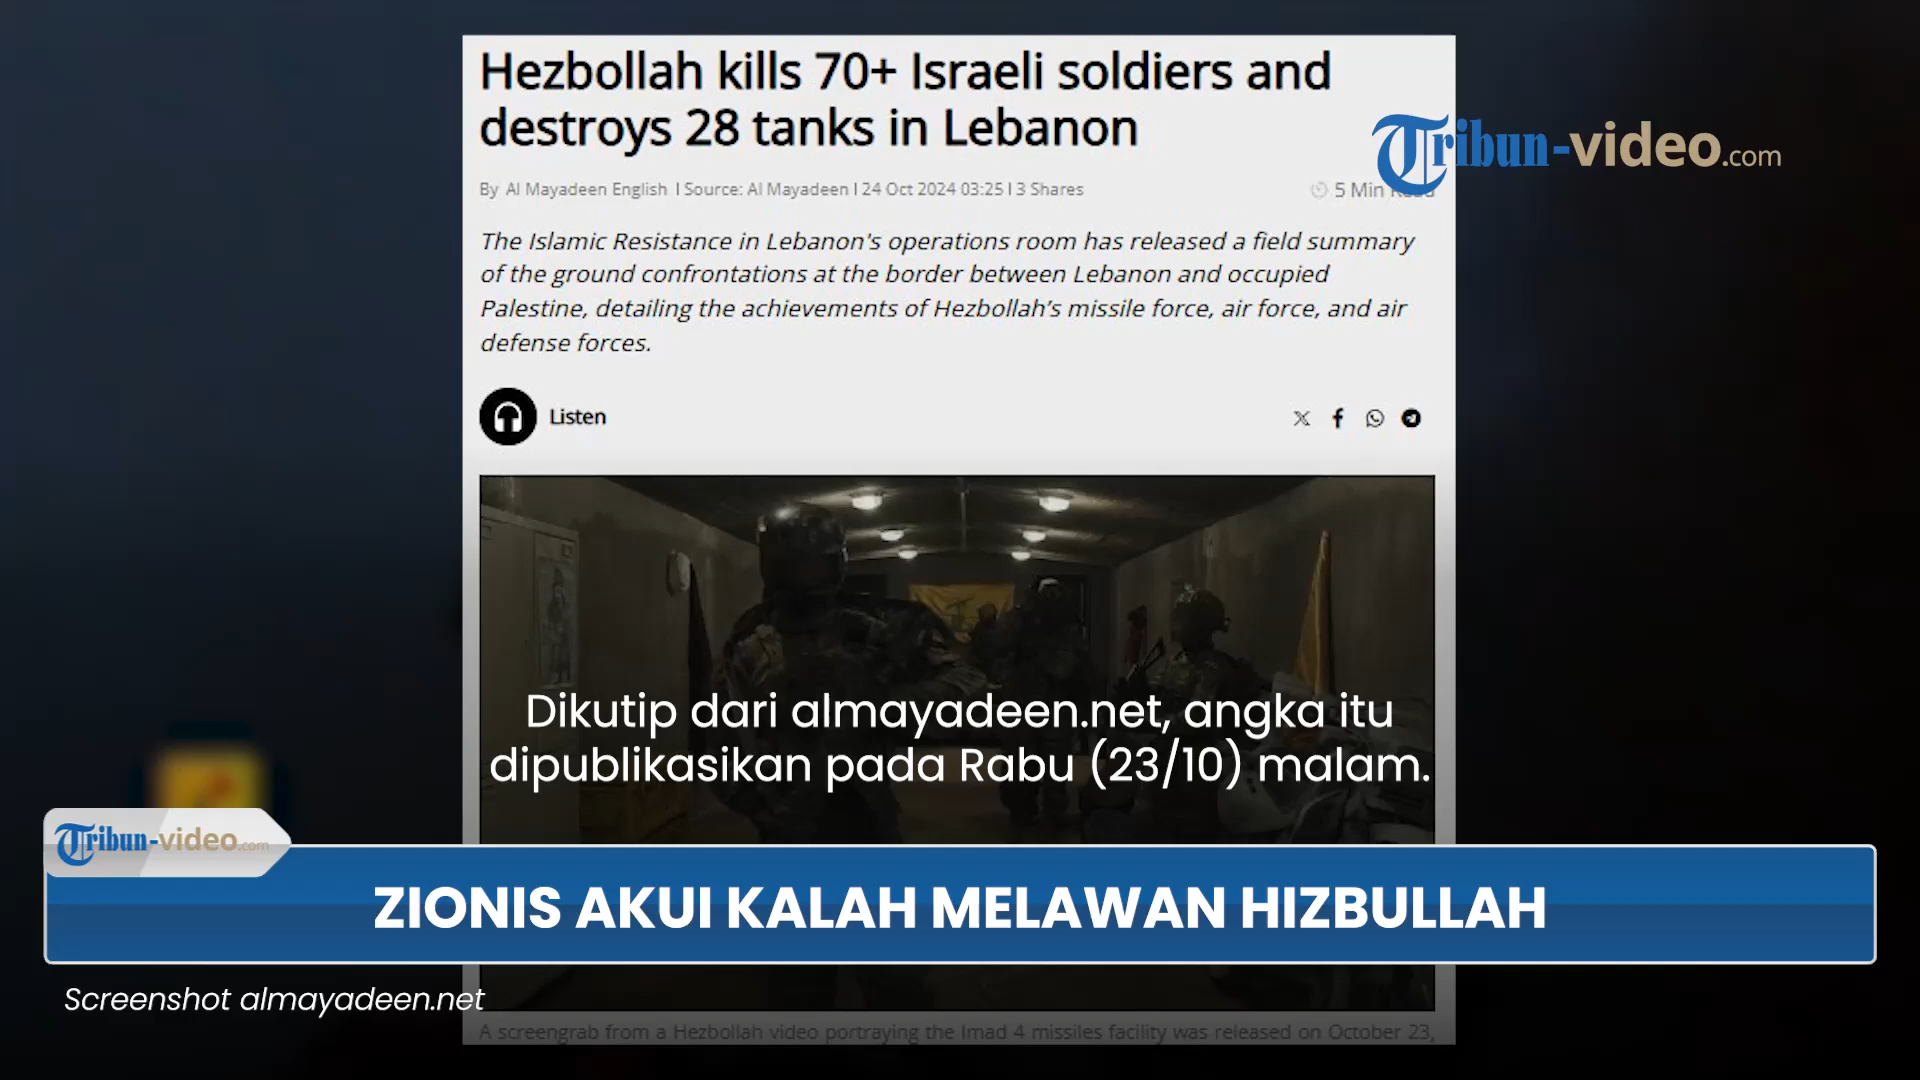 Hezbollah kills 70+ Israeli soldiers and
destroys 28 tanks in Lebanon
Tribun-video.com
By Al Mayadeen English | Source: Al Mayadeen | 24 Oct 2024 03:25 | 3 Shares
5 Min Read
The Islamic Resistance in Lebanon's operations room has released a field summary
of the ground confrontations at the border between Lebanon and occupied
Palestine, detailing the achievements of Hezbollah's missile force, air force, and air
defense forces.
Listen
Dikutip dari almayadeen.net, angka itu
dipublikasikan pada Rabu (23/10) malam.
Tribun-video.com
ZIONIS AKUI KALAH MELAWAN HIZBULLAH
Screenshot almayadeen.net
A screengrab from a Hezbollah video portraying the Imad 4 missiles facility was released on October 23,